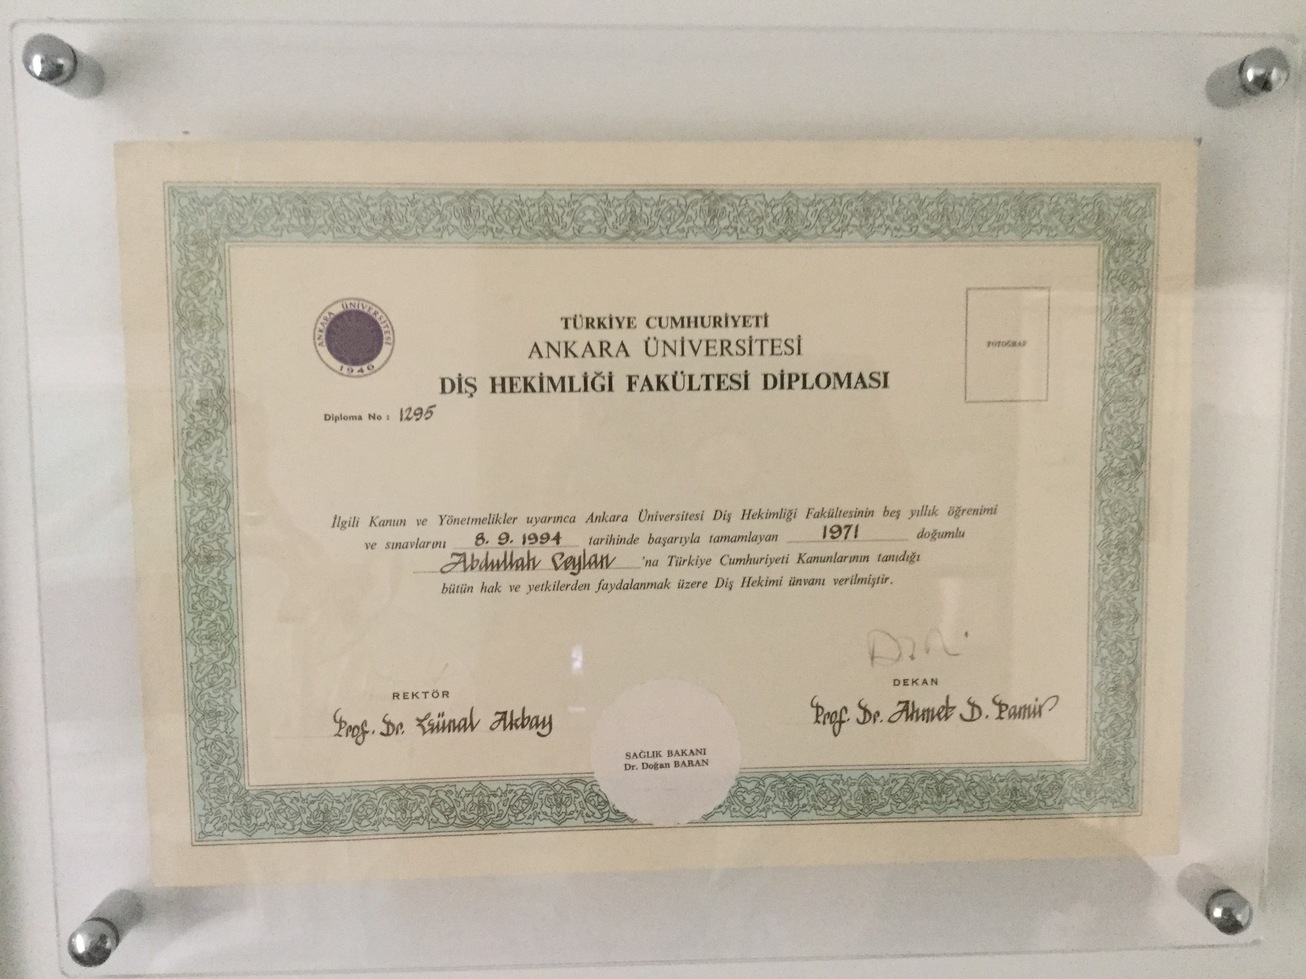 ANKARA ÜNİVERSİTESİ
1946
TÜRKİYE CUMHURİYETİ
ANKARA ÜNİVERSİTESİ
DİŞ HEKİMLİĞİ FAKÜLTESİ DİPLOMASI
FOTOĞRAF
Diploma No : 1295
İlgili Kanun ve Yönetmelikler uyarınca Ankara Üniversitesi Diş Hekimliği Fakültesinin beş yıllık öğrenimi
ve sınavlarını 8. 9. 1994 tarihinde başarıyla tamamlayan 1971 doğumlu
Abdullah Ceylan 'na Türkiye Cumhuriyeti Kanunlarının tanıdığı
bütün hak ve yetkilerden faydalanmak üzere Diş Hekimi ünvanı verilmiştir.
REKTÖR
Prof. Dr. Günal Akbay
DEKAN
Prof. Dr. Ahmet D. Pamir
SAĞLIK BAKANI
Dr. Doğan BARAN